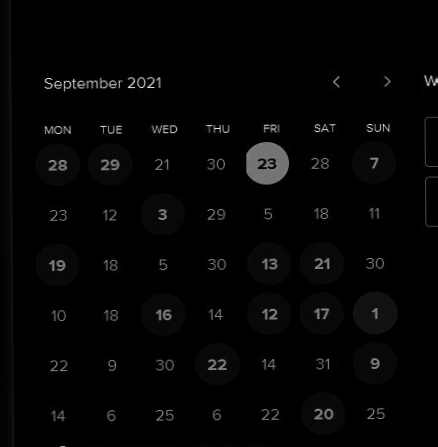 September 2021 < >
MON TUE WED THU FRI SAT SUN
28 29 21 30 23 28 7
23 12 3 29 5 18 11
19 18 5 30 13 21 30
10 18 16 14 12 17 1
22 9 30 22 14 31 9
14 6 25 6 22 20 25